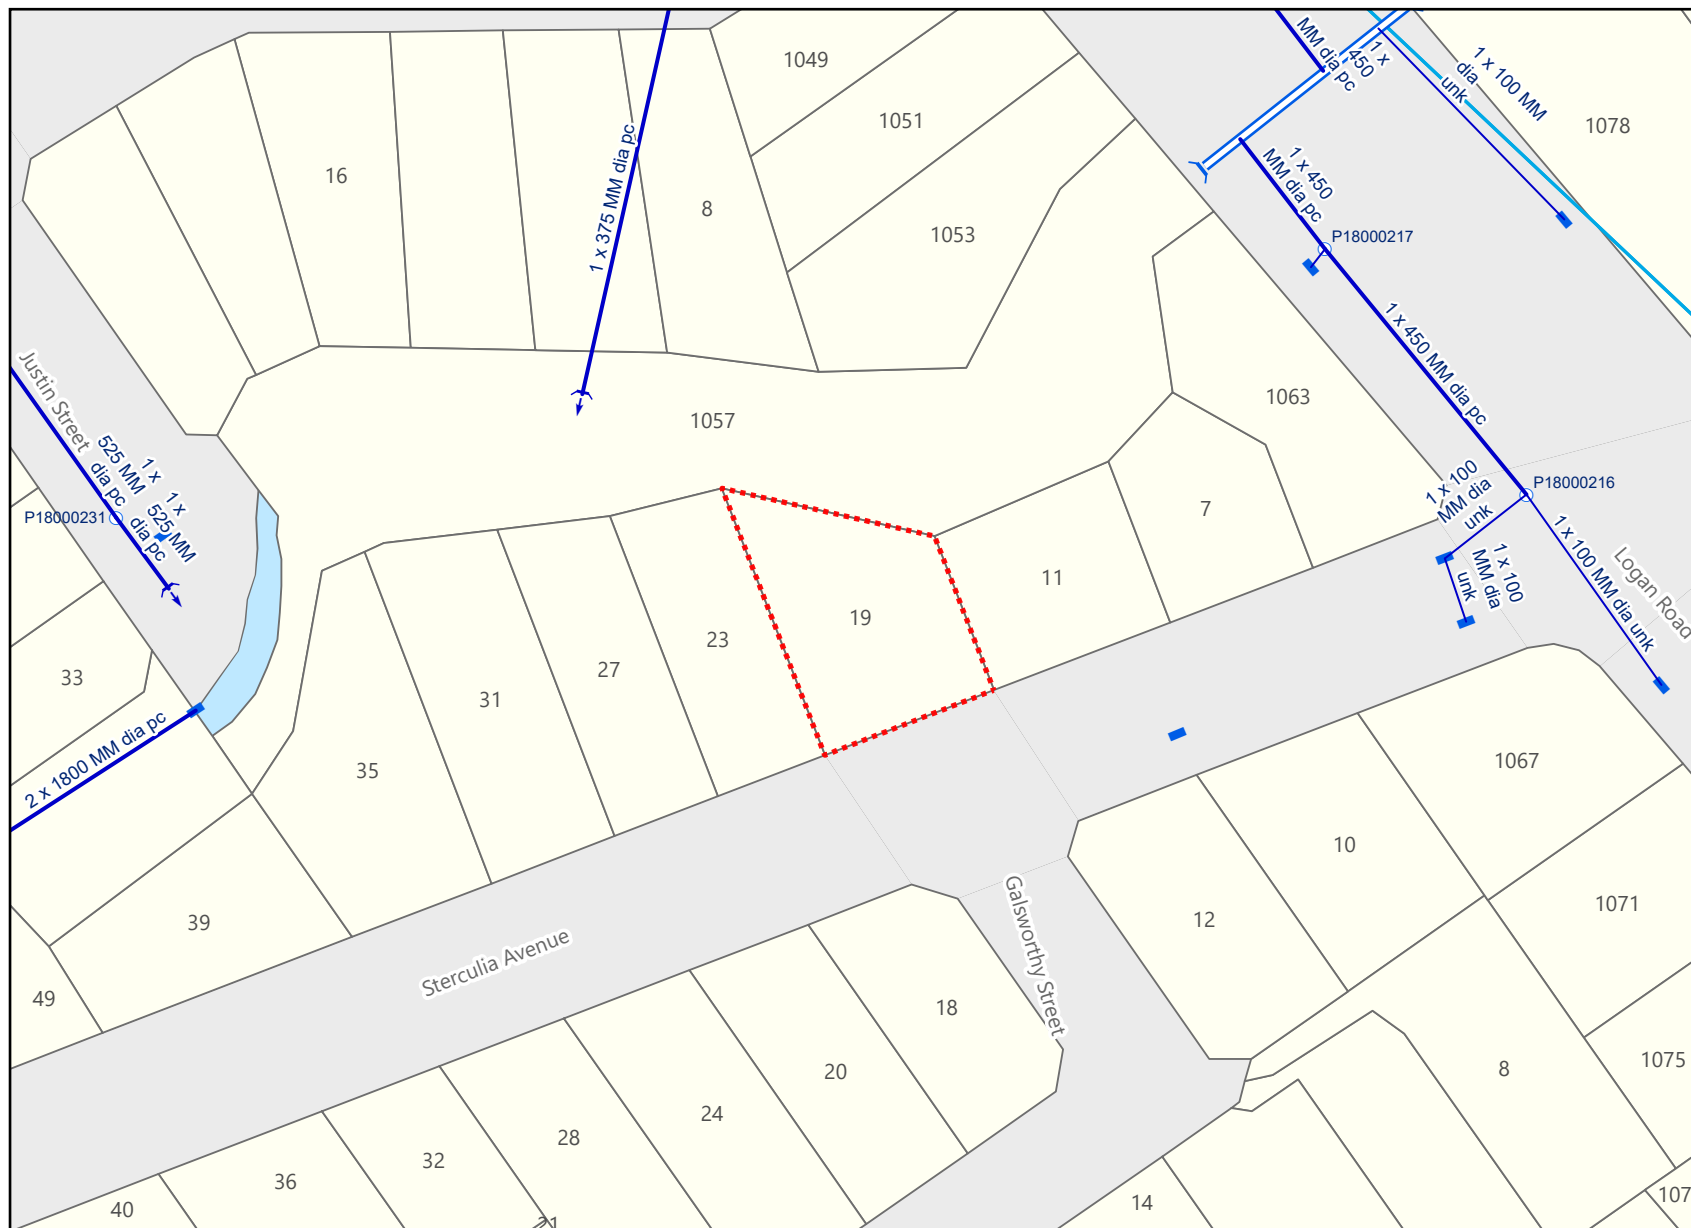 1049
1051
1053
16
8
1 x 375 MM dia pc
1 x
450
MM dia pc
1 x 100 MM
dia
unk
1078
1 x 450
MM dia pc
P18000217
1 x 450 MM dia pc
1063
1057
Justin Street
1 x
525 MM
dia pc
1 x
525 MM
dia pc
P18000231
P18000216
1 x 100
MM dia
unk
1 x 100
MM dia
unk
1 x 100 MM dia unk
Logan Road
7
11
19
23
27
31
35
33
2 x 1800 MM dia pc
39
49
Sterculia Avenue
Galsworthy Street
1067
10
12
1071
18
20
24
28
32
36
40
21
8
1075
14
107